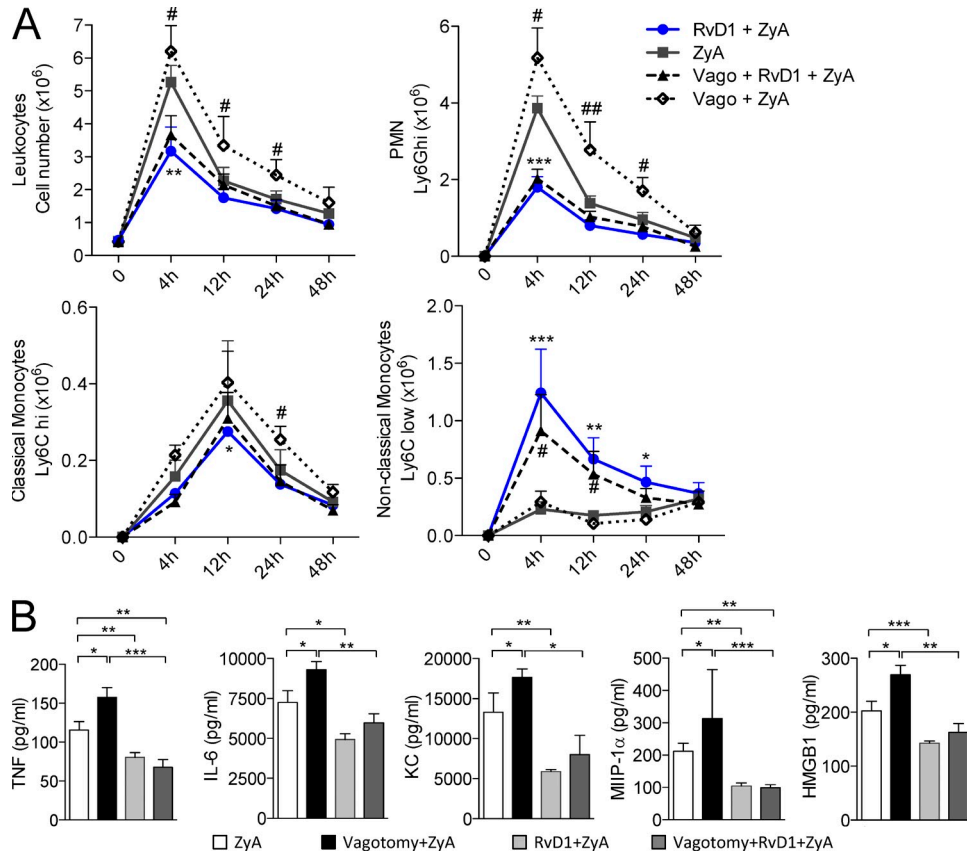 A
Leukocytes
Cell number (x10⁶)
7
6
5
4
3
2
1
0
#
#
#
**
0
4h
12h
24h
48h
PMN
Ly6Ghi (x10⁶)
6
4
2
0
#
##
#
***
0
4h
12h
24h
48h
RvD1 + ZyA
ZyA
Vago + RvD1 + ZyA
Vago + ZyA
Classical Monocytes
Ly6C hi (x10⁶)
0.6
0.4
0.2
0.0
#
*
0
4h
12h
24h
48h
Non-classical Monocytes
Ly6C low (x10⁶)
2.0
1.5
1.0
0.5
0.0
***
**
*
#
#
0
4h
12h
24h
48h
B
TNF (pg/ml)
200
150
100
50
0
**
**
*
***
IL-6 (pg/ml)
10000
7500
5000
2500
0
*
*
**
KC (pg/ml)
20000
15000
10000
5000
0
**
*
*
MIIP-1α (pg/ml)
500
400
300
200
100
0
**
**
*
***
HMGB1 (pg/ml)
300
200
100
0
***
*
**
ZyA
Vagotomy+ZyA
RvD1+ZyA
Vagotomy+RvD1+ZyA